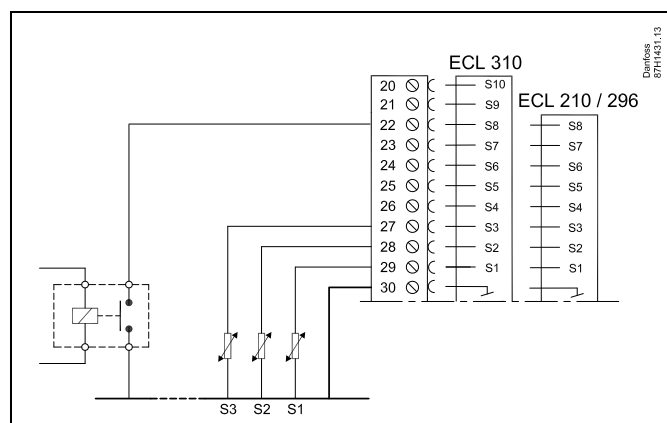 Danfoss
87H1431.13
ECL 310
ECL 210 / 296
20 S10
21 S9
22 S8 S8
23 S7 S7
24 S6 S6
25 S5 S5
26 S4 S4
27 S3 S3
28 S2 S2
29 S1 S1
30
S3 S2 S1